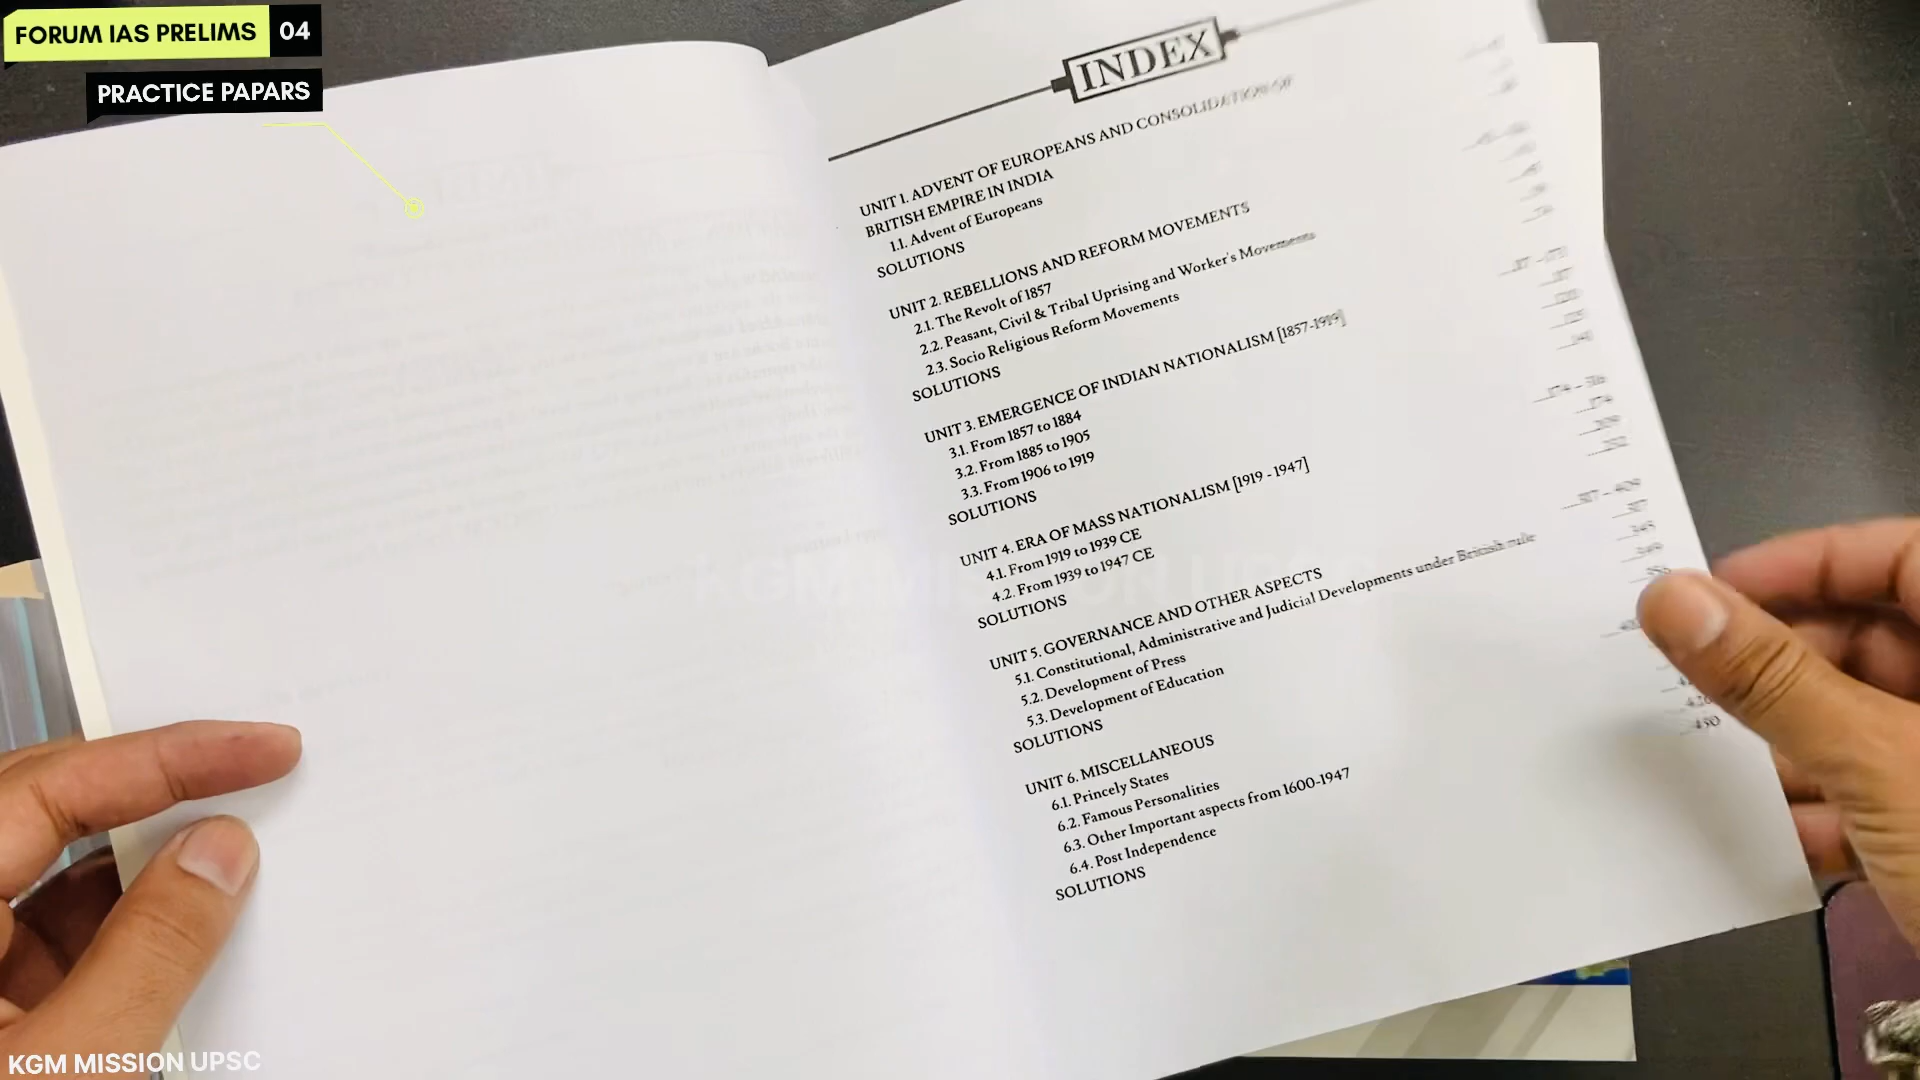 FORUM IAS PRELIMS 04
PRACTICE PAPARS
INDEX
UNIT 1. ADVENT OF EUROPEANS AND CONSOLIDATION OF
BRITISH EMPIRE IN INDIA
1.1. Advent of Europeans
SOLUTIONS
UNIT 2. REBELLIONS AND REFORM MOVEMENTS
2.1. The Revolt of 1857
2.2. Peasant, Civil & Tribal Uprising and Worker's Movements
2.3. Socio Religious Reform Movements
SOLUTIONS
UNIT 3. EMERGENCE OF INDIAN NATIONALISM [1857-1919]
3.1. From 1857 to 1884
3.2. From 1885 to 1905
3.3. From 1906 to 1919
SOLUTIONS
UNIT 4. ERA OF MASS NATIONALISM [1919 - 1947]
4.1. From 1919 to 1939 CE
4.2. From 1939 to 1947 CE
SOLUTIONS
UNIT 5. GOVERNANCE AND OTHER ASPECTS
5.1. Constitutional, Administrative and Judicial Developments under British rule
5.2. Development of Press
5.3. Development of Education
SOLUTIONS
UNIT 6. MISCELLANEOUS
6.1. Princely States
6.2. Famous Personalities
6.3. Other Important aspects from 1600-1947
6.4. Post Independence
SOLUTIONS
KGM MISSION UPSC